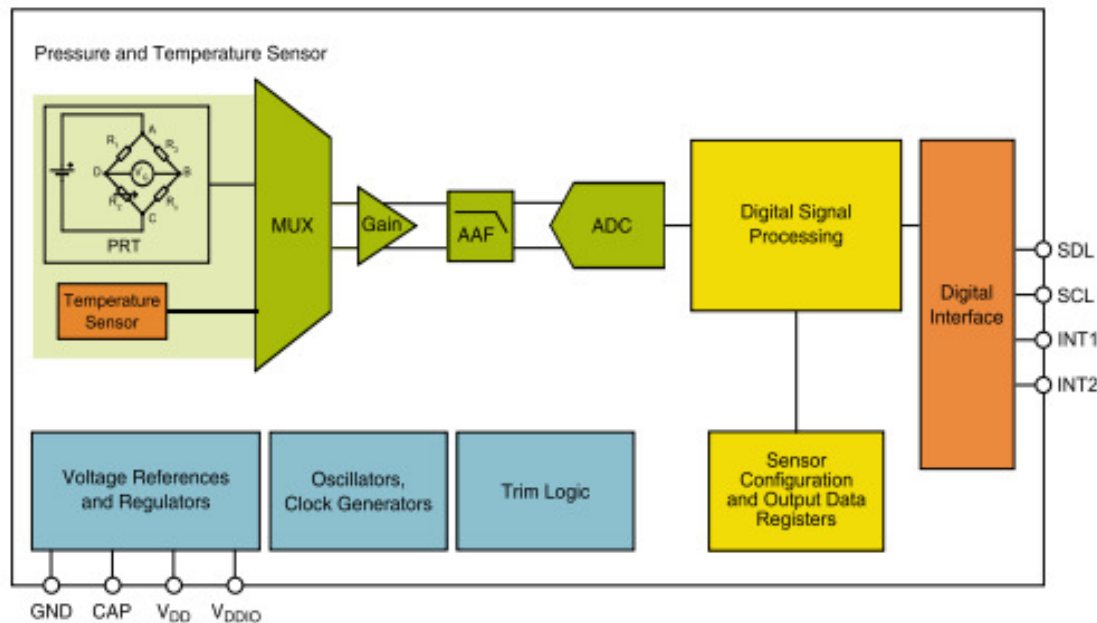 Pressure and Temperature Sensor
A
R1
D
B
C
PRT
Temperature
Sensor
MUX
Gain
AAF
ADC
Digital Signal
Processing
Digital
Interface
SDL
SCL
INT1
INT2
Voltage References
and Regulators
Oscillators,
Clock Generators
Trim Logic
Sensor
Configuration
and Output Data
Registers
GND
CAP
VDD
VDDIO